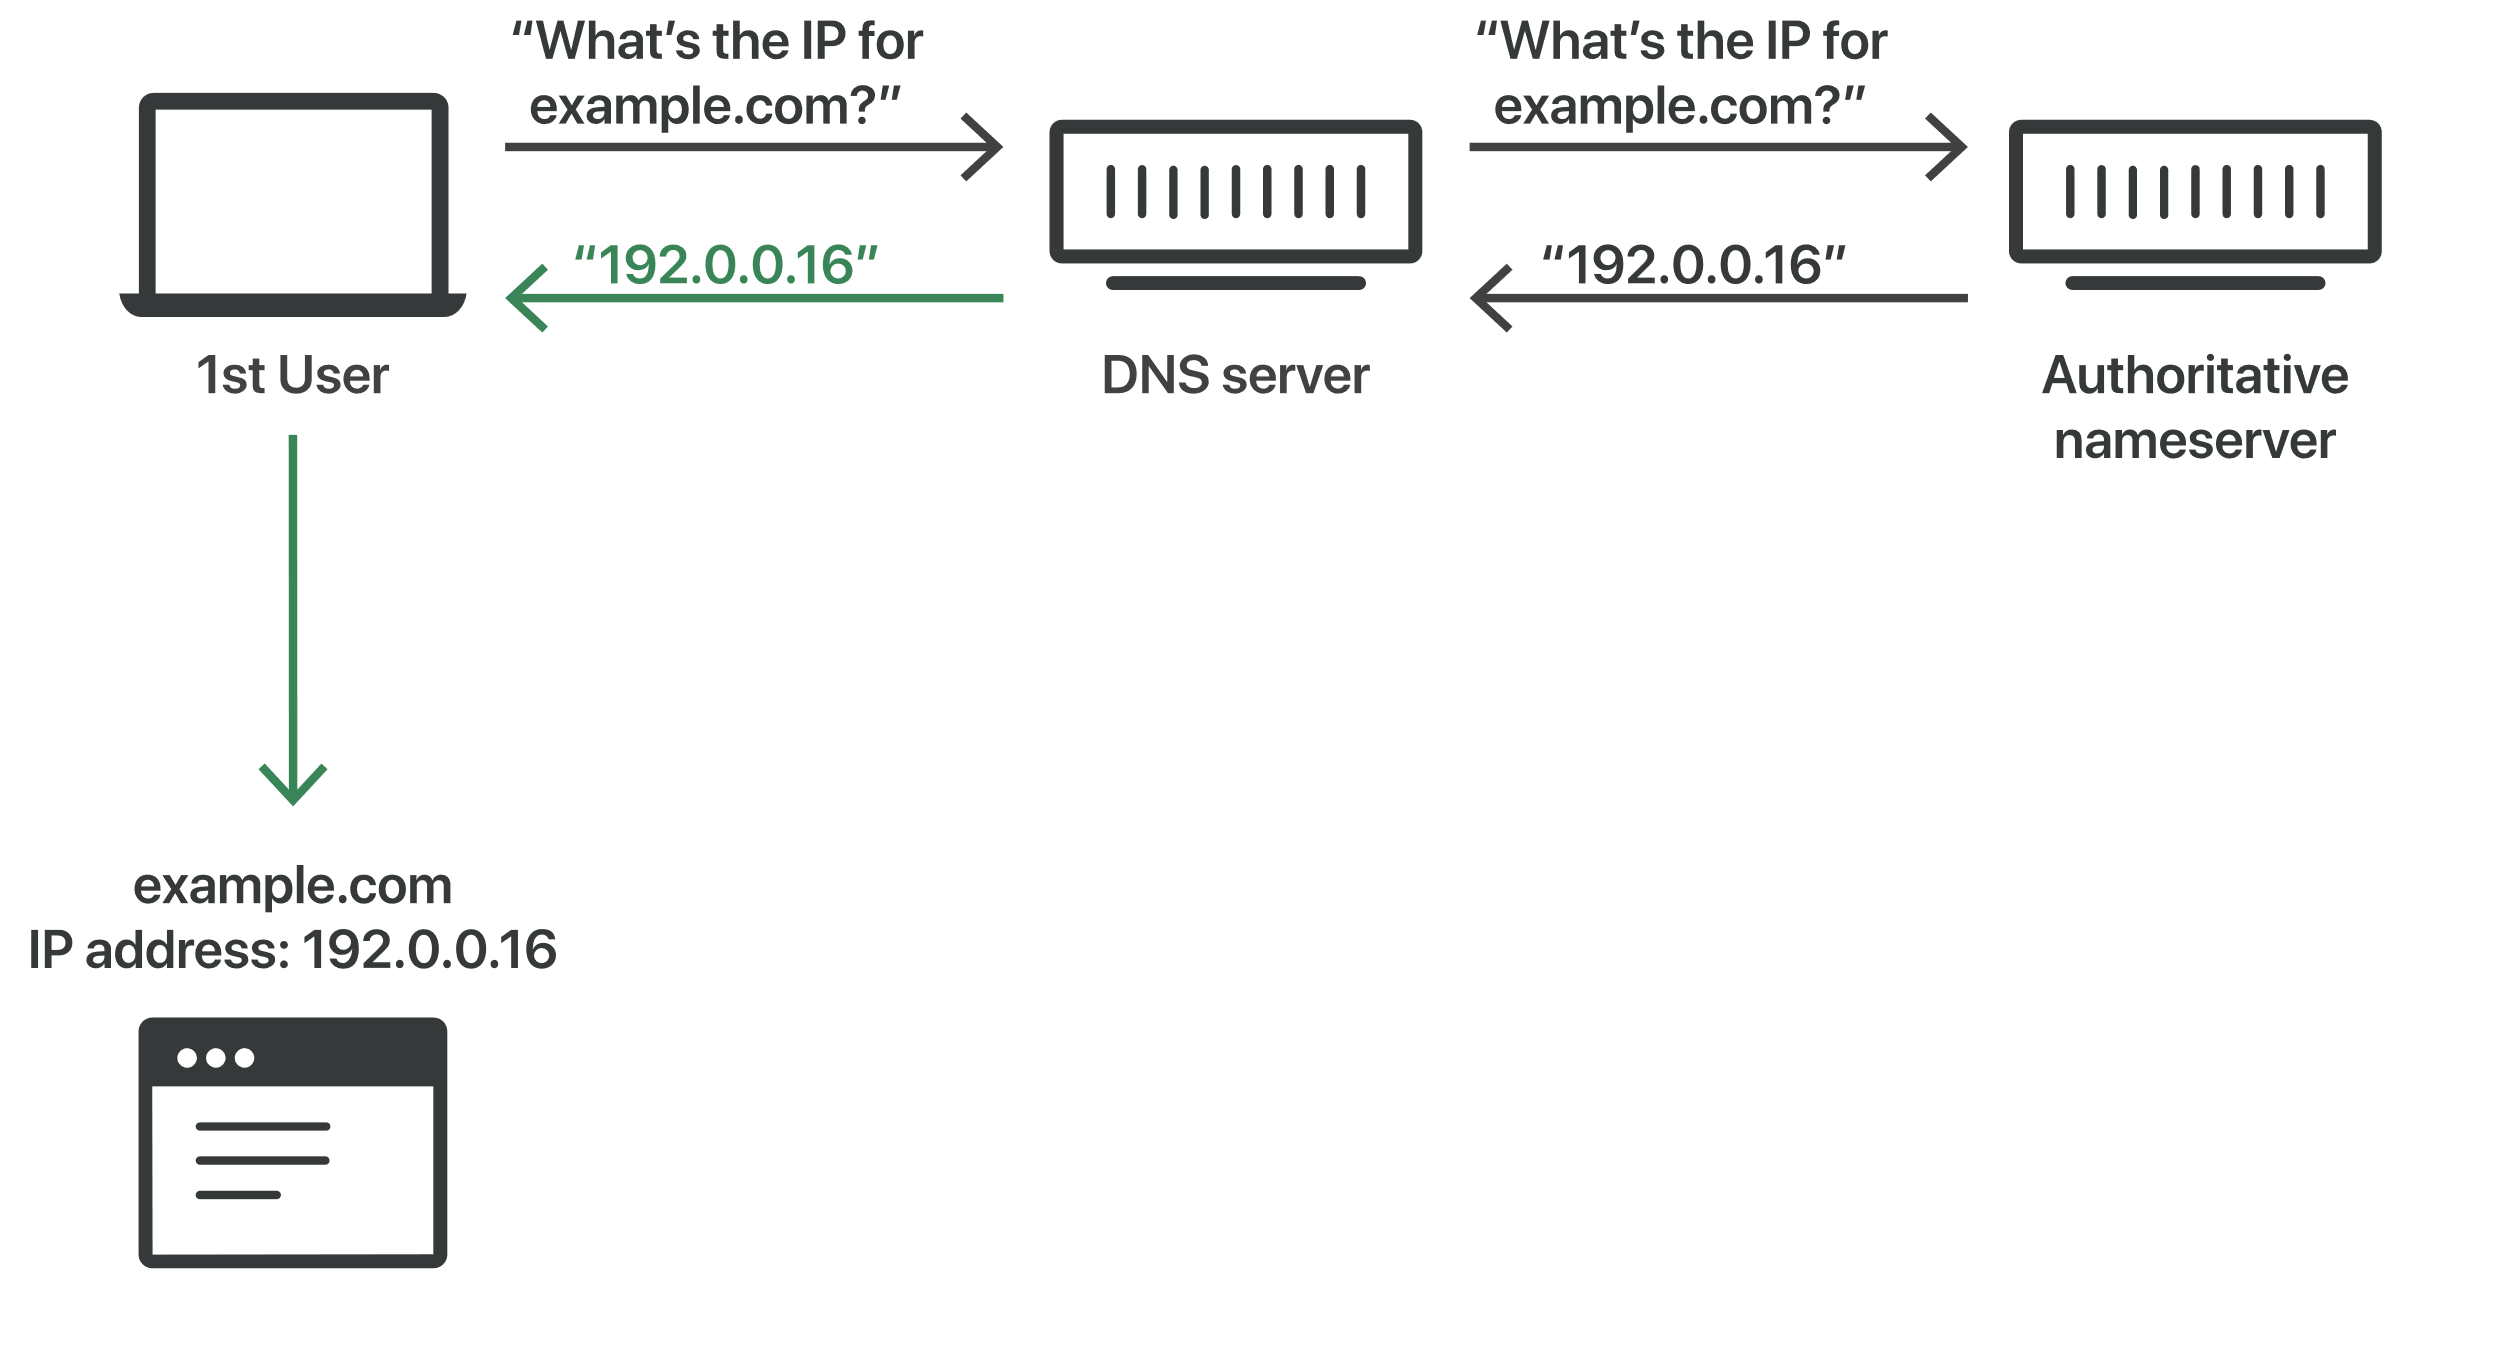 “What‘s the IP for
example.com?”
“What’s the IP for
example.com?”
“192.0.0.16”
“192.0.0.16”
1st User
DNS server
Authoritative
nameserver
example.com
IP address: 192.0.0.16